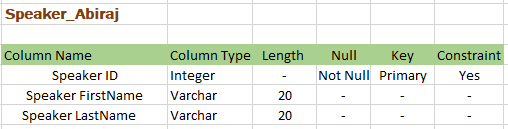 Speaker_Abiraj
Column Name Column Type Length Null Key Constraint
Speaker ID Integer - Not Null Primary Yes
Speaker FirstName Varchar 20 - - -
Speaker LastName Varchar 20 - - -